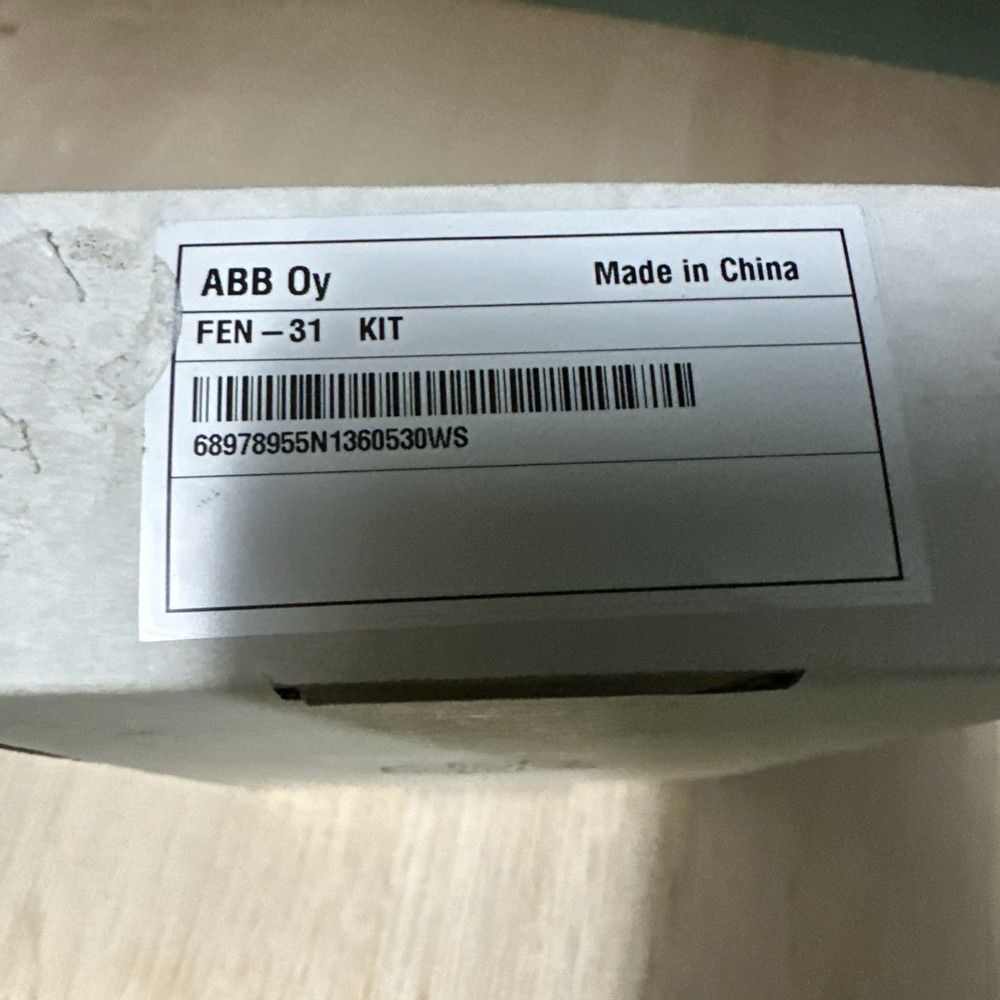 ABB Oy
Made in China
FEN-31 KIT
68978955N1360530WS